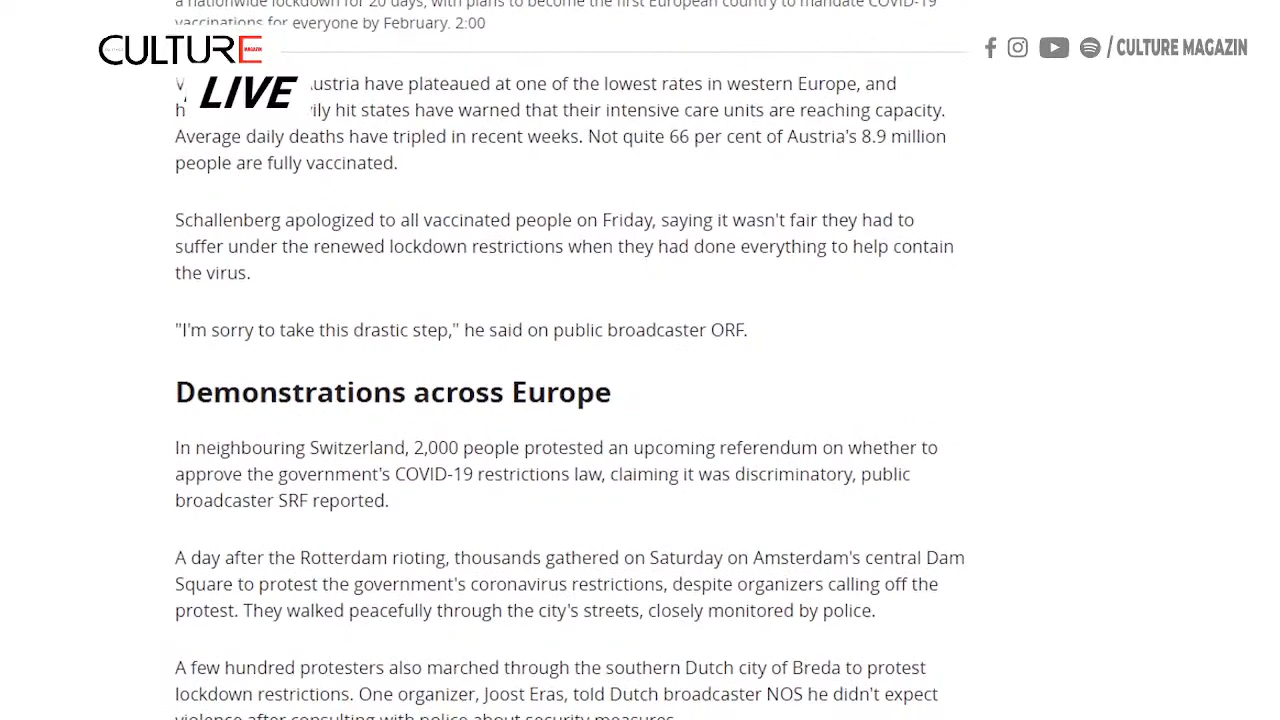 a nationwide lockdown for 20 days, with plans to become the first European country to mandate COVID-19
vaccinations for everyone by February. 2:00
CULTURE
MAGAZIN
/ CULTURE MAGAZIN
LIVE
ustria have plateaued at one of the lowest rates in western Europe, and
hit states have warned that their intensive care units are reaching capacity.
Average daily deaths have tripled in recent weeks. Not quite 66 per cent of Austria's 8.9 million
people are fully vaccinated.
Schallenberg apologized to all vaccinated people on Friday, saying it wasn't fair they had to
suffer under the renewed lockdown restrictions when they had done everything to help contain
the virus.
"I'm sorry to take this drastic step," he said on public broadcaster ORF.
Demonstrations across Europe
In neighbouring Switzerland, 2,000 people protested an upcoming referendum on whether to
approve the government's COVID-19 restrictions law, claiming it was discriminatory, public
broadcaster SRF reported.
A day after the Rotterdam rioting, thousands gathered on Saturday on Amsterdam's central Dam
Square to protest the government's coronavirus restrictions, despite organizers calling off the
protest. They walked peacefully through the city's streets, closely monitored by police.
A few hundred protesters also marched through the southern Dutch city of Breda to protest
lockdown restrictions. One organizer, Joost Eras, told Dutch broadcaster NOS he didn't expect
violence after consulting with police about security measures.